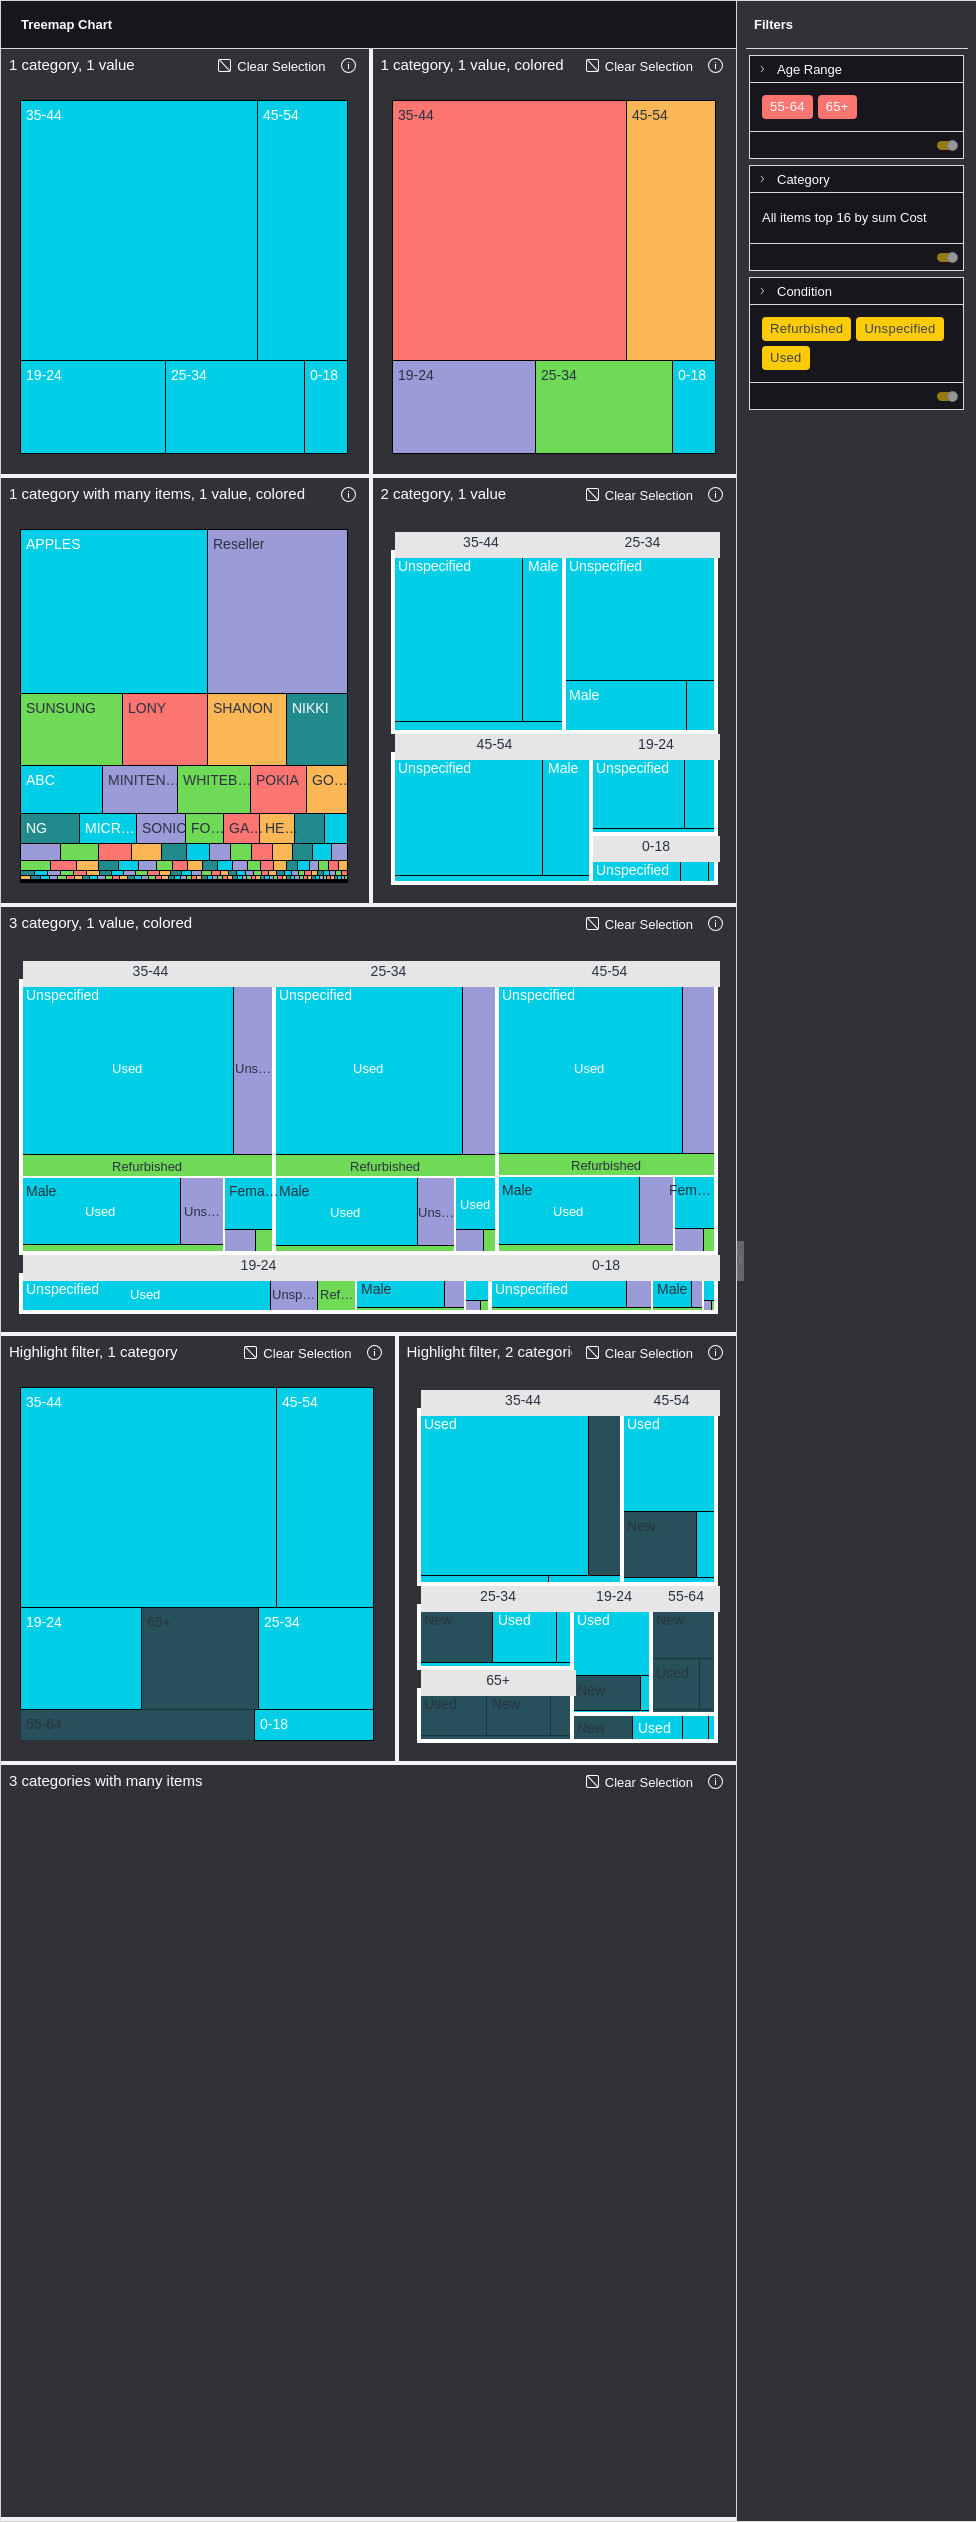 Treemap Chart
Filters
1 category, 1 value
Clear Selection
35-44
45-54
19-24
25-34
0-18
1 category, 1 value, colored
Clear Selection
35-44
45-54
19-24
25-34
0-18
Age Range
55-64 65+
Category
All items top 16 by sum Cost
Condition
Refurbished Unspecified
Used
1 category with many items, 1 value, colored
APPLES
Reseller
SUNSUNG
LONY
SHANON
NIKKI
ABC
MINITEN...
WHITEB...
POKIA
GO...
NG
MICR...
SONIC
FO...
GA...
HE...
2 category, 1 value
Clear Selection
35-44
25-34
Unspecified
Male
Unspecified
Male
45-54
19-24
Unspecified
Male
Unspecified
0-18
Unspecified
3 category, 1 value, colored
Clear Selection
35-44
25-34
45-54
Unspecified
Unspecified
Unspecified
Used
Uns...
Used
Used
Refurbished
Refurbished
Refurbished
Male
Fema...
Male
Male
Fem...
Used
Uns...
Used
Uns...
Used
Used
19-24
0-18
Unspecified
Used
Unsp...
Ref...
Male
Unspecified
Male
Highlight filter, 1 category
Clear Selection
35-44
45-54
19-24
65+
25-34
55-64
0-18
Highlight filter, 2 categori
Clear Selection
35-44
45-54
Used
Used
New
25-34
19-24
55-64
New
Used
Used
New
Used
65+
New
Used
New
New
Used
3 categories with many items
Clear Selection